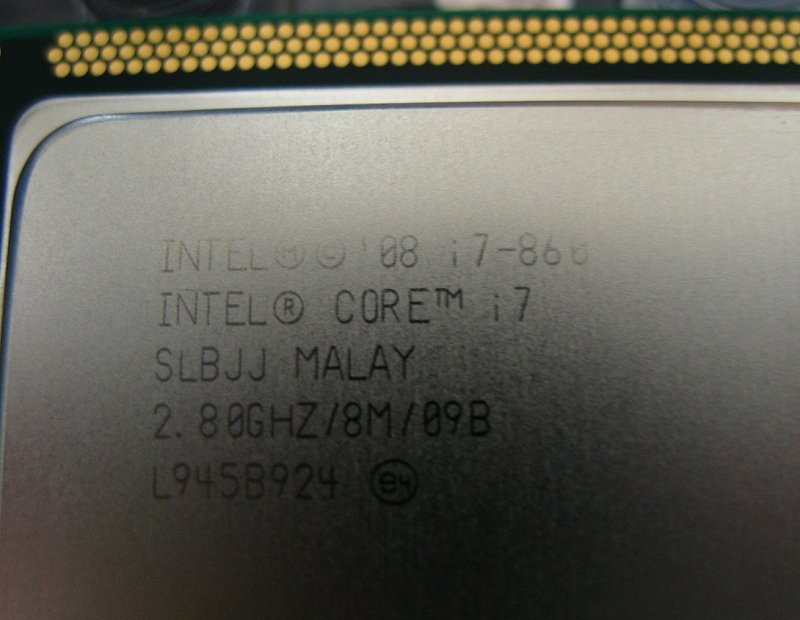 INTEL Ⓜ © '08 i7-860
INTEL® CORE™ i7
SLBJJ MALAY
2.80GHZ/8M/09B
L945B924 e4